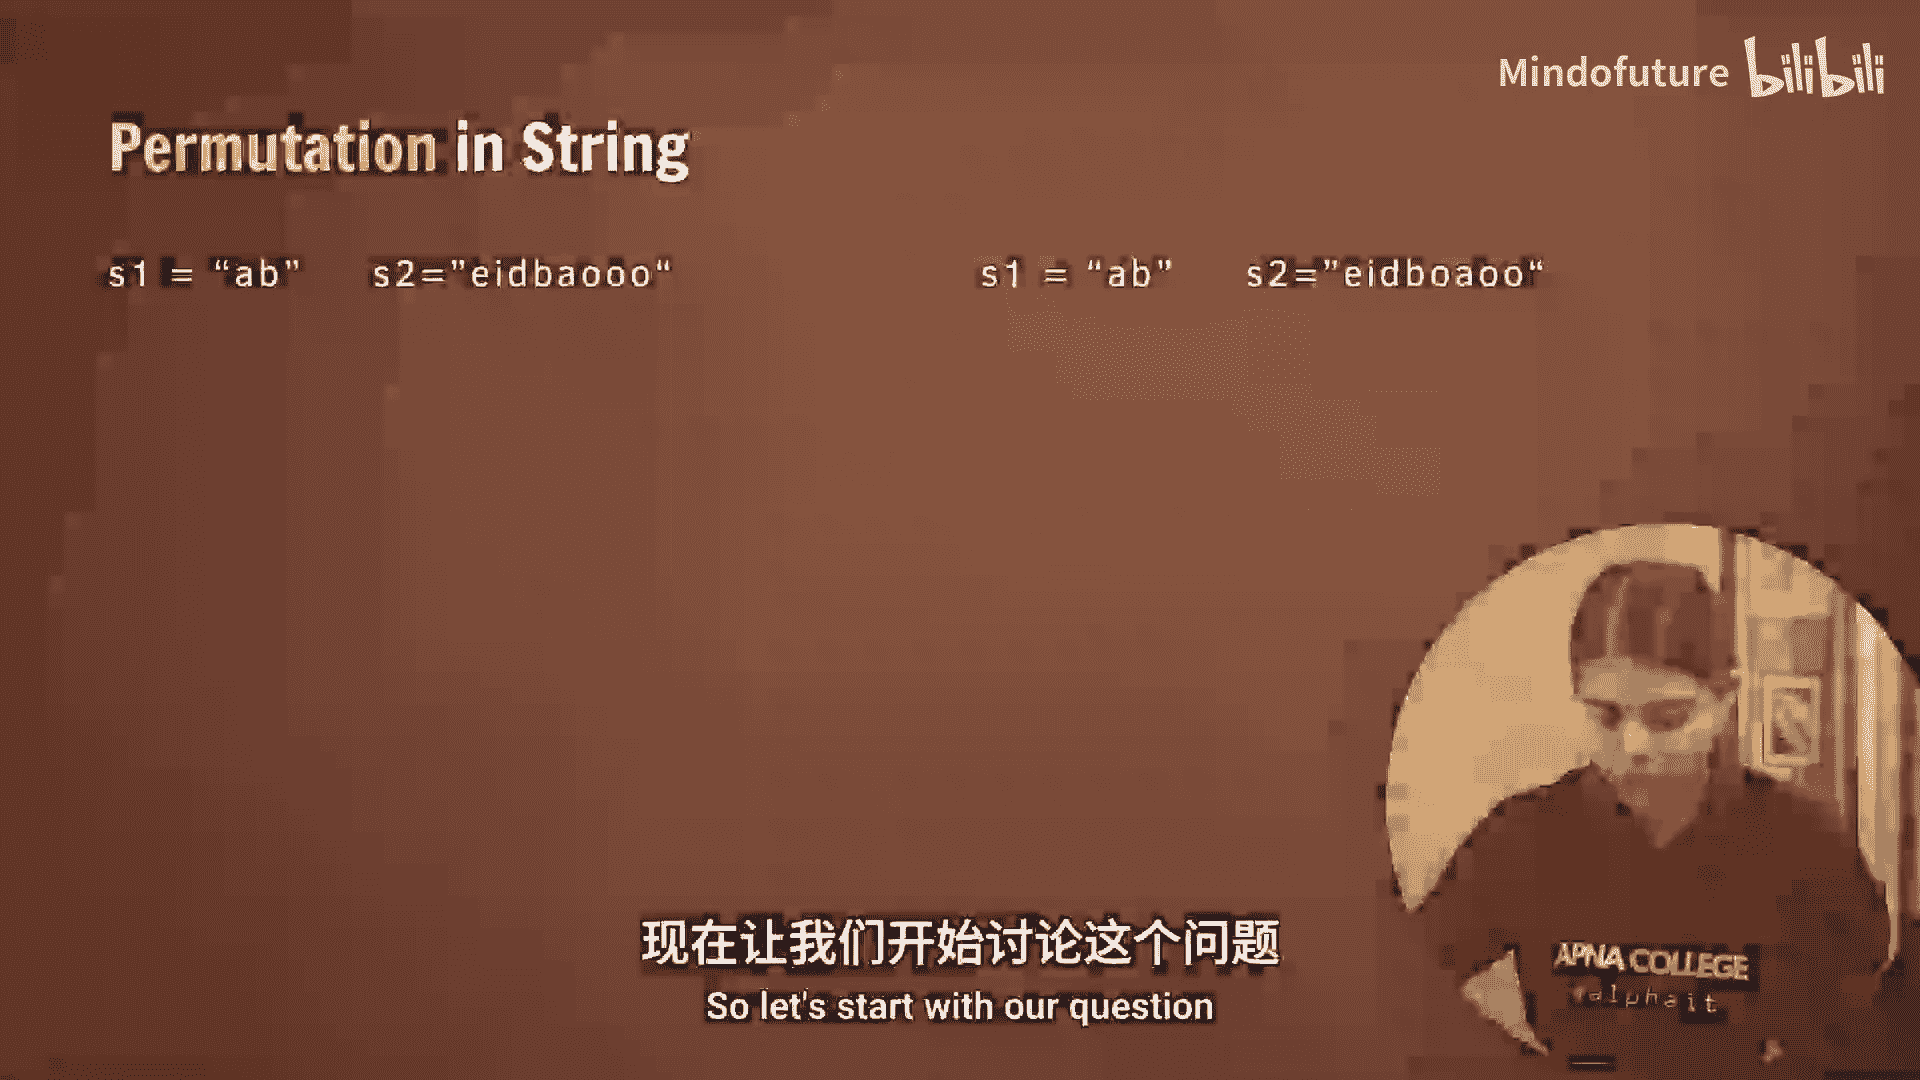 Mindofuture bilibili
Permutation in String
s1 = “ab” s2=”eidbaooo“
s1 = “ab” s2=”eidboaoo“
现在让我们开始讨论这个问题
So let's start with our question
APNA COLLEGE
alphait